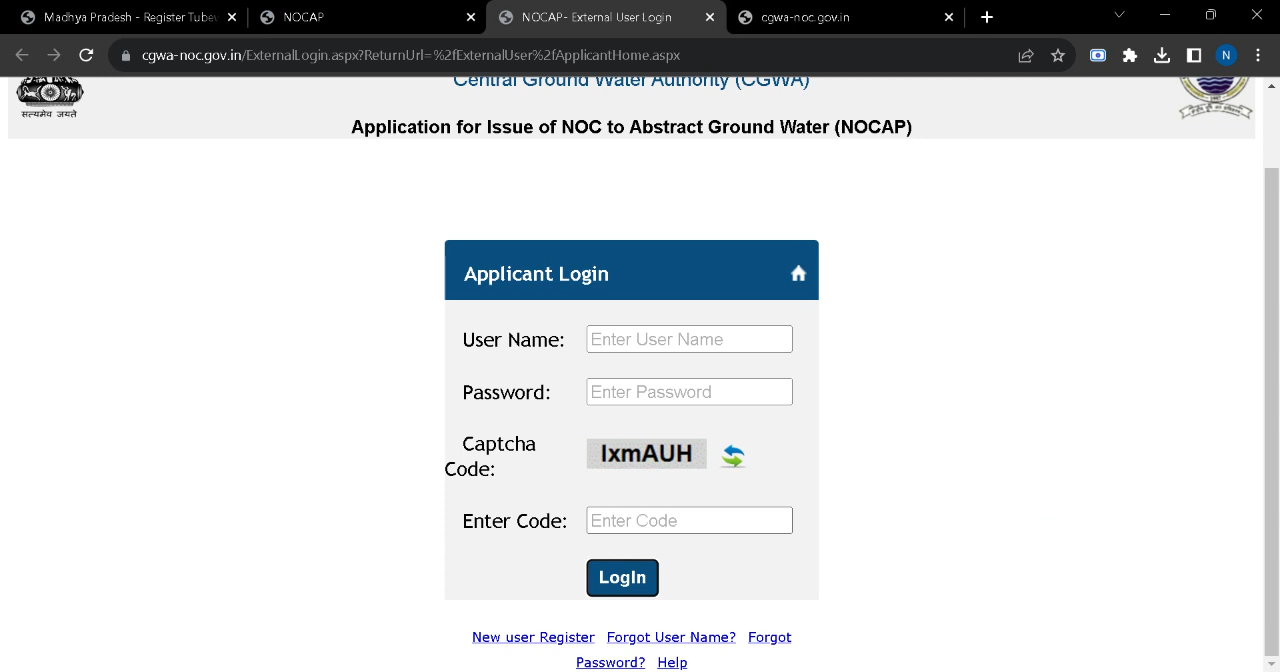 Madhya Pradesh - Register Tubev
NOCAP
NOCAP- External User Login
cgwa-noc.gov.in
cgwa-noc.gov.in/ExternalLogin.aspx?ReturnUrl=%2fExternalUser%2fApplicantHome.aspx
N
Central Ground Water Authority (CGWA)
सत्यमेव जयते
Application for Issue of NOC to Abstract Ground Water (NOCAP)
Applicant Login
User Name: Enter User Name
Password: Enter Password
Captcha
Code:
IxmAUH
Enter Code: Enter Code
LogIn
New user Register Forgot User Name? Forgot
Password? Help